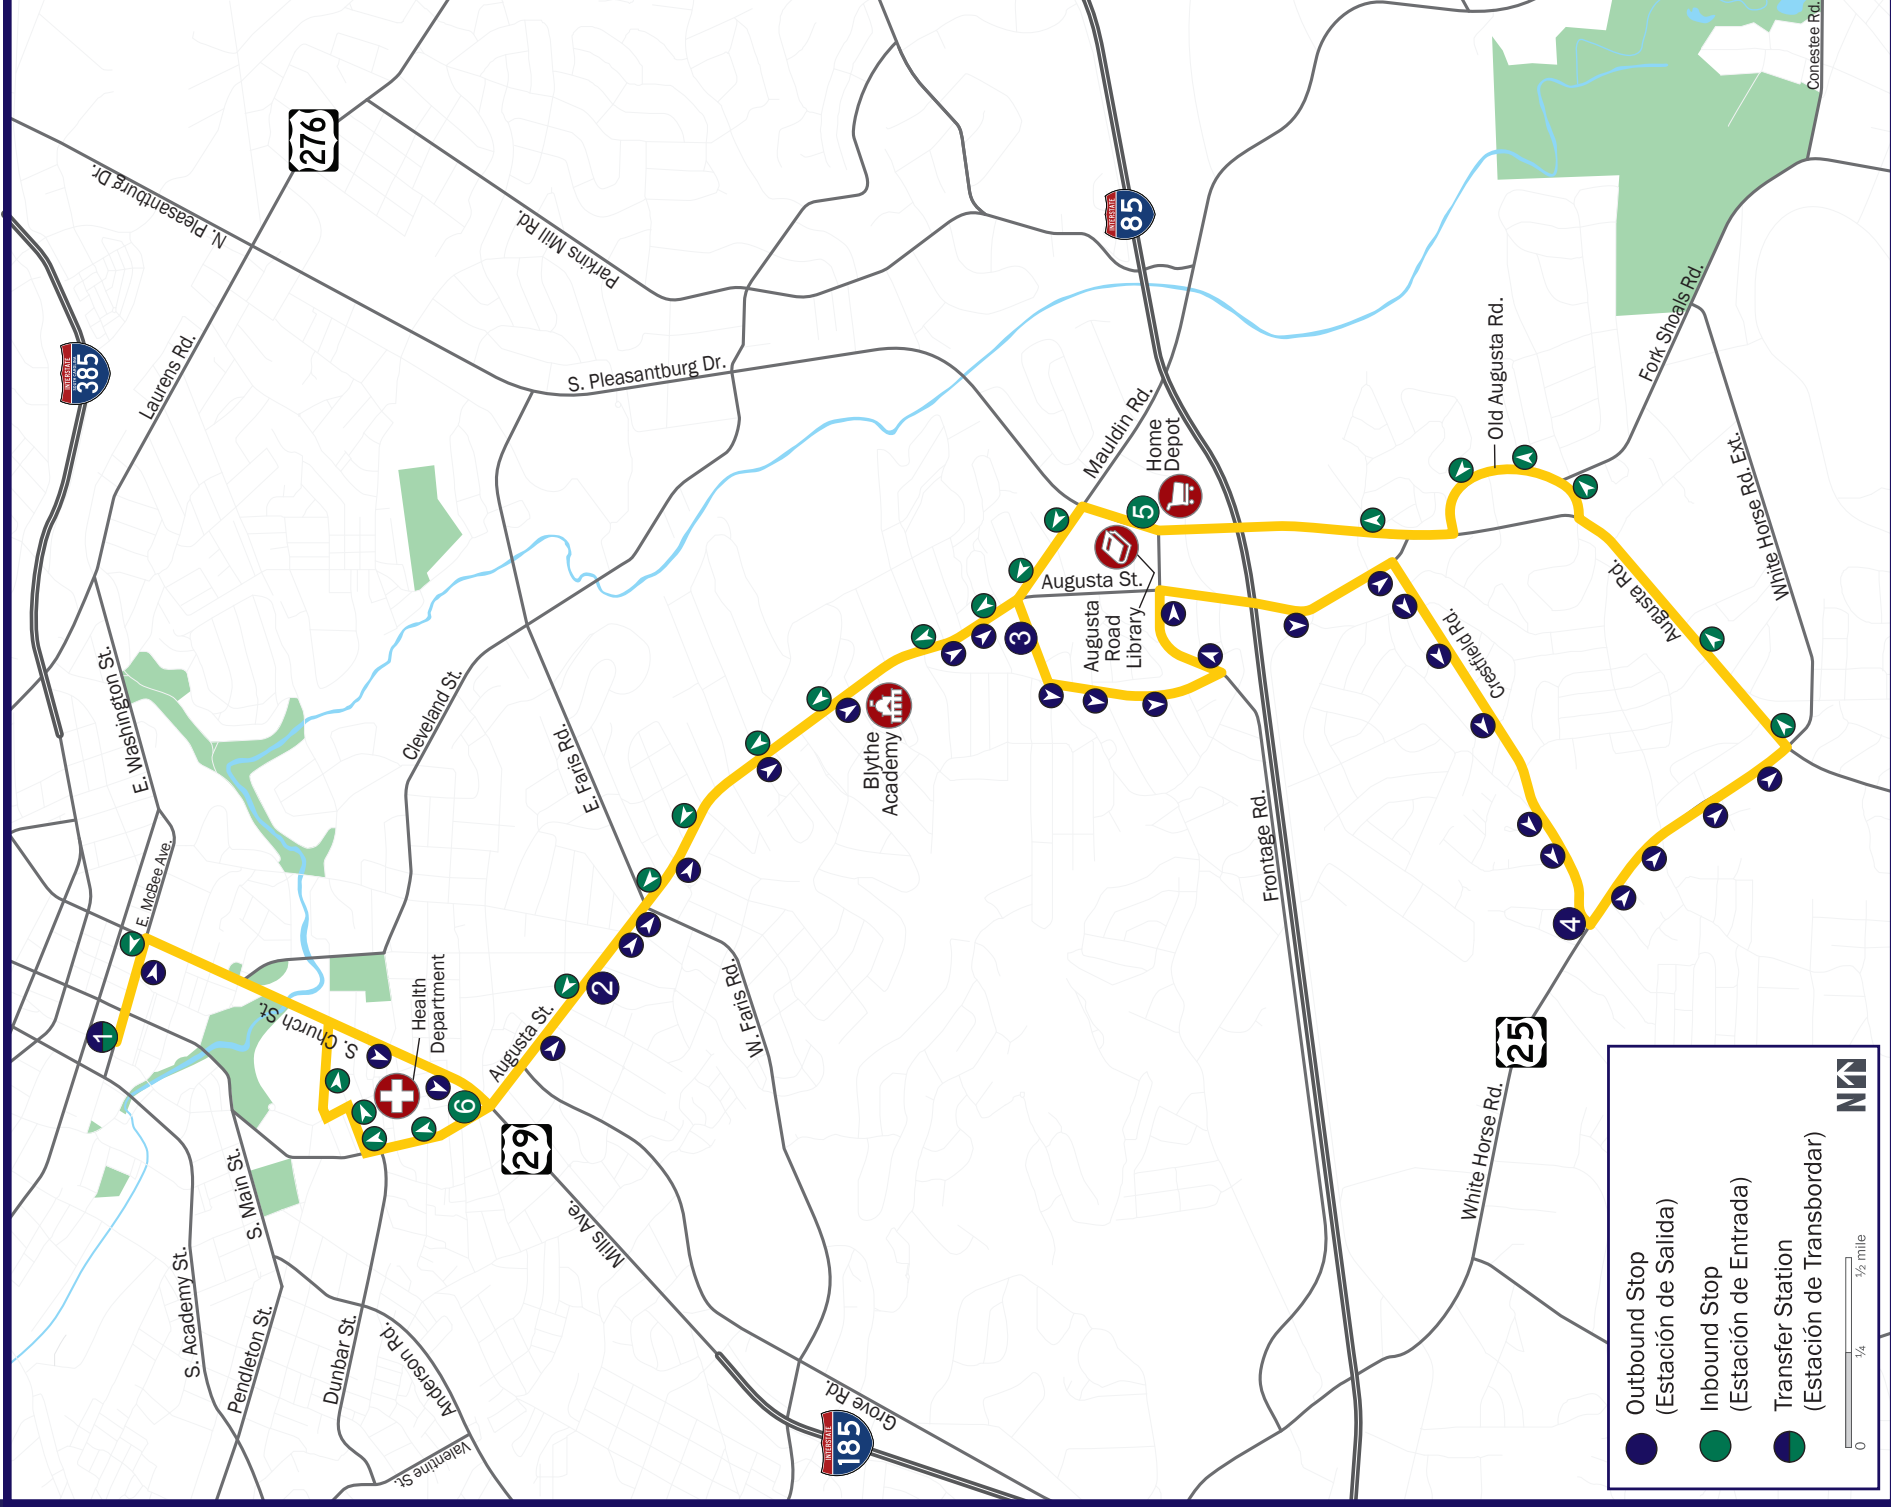 INTERSTATE
385
276
N. Pleasantburg Dr.
Laurens Rd.
Parkins Mill Rd.
S. Pleasantburg Dr.
INTERSTATE
85
Conestee Rd.
Fork Shoals Rd.
Old Augusta Rd.
White Horse Rd. Ext.
Mauldin Rd.
Home
Depot
5
Augusta St.
Augusta
Road
Library
3
Augusta Rd.
Crestfield Rd.
E. Washington St.
Cleveland St.
E. Faris Rd.
Blythe
Academy
Frontage Rd.
4
E. McBee Ave.
1
S. Church St.
Health
Department
6
Augusta St.
2
W. Faris Rd.
29
25
White Horse Rd.
Mills Ave.
S. Main St.
S. Academy St.
Pendleton St.
Dunbar St.
Anderson Rd.
Valentine St.
Grove Rd.
INTERSTATE
185
N
Outbound Stop
(Estación de Salida)
Inbound Stop
(Estación de Entrada)
Transfer Station
(Estación de Transbordar)
0 ¼ ½ mile